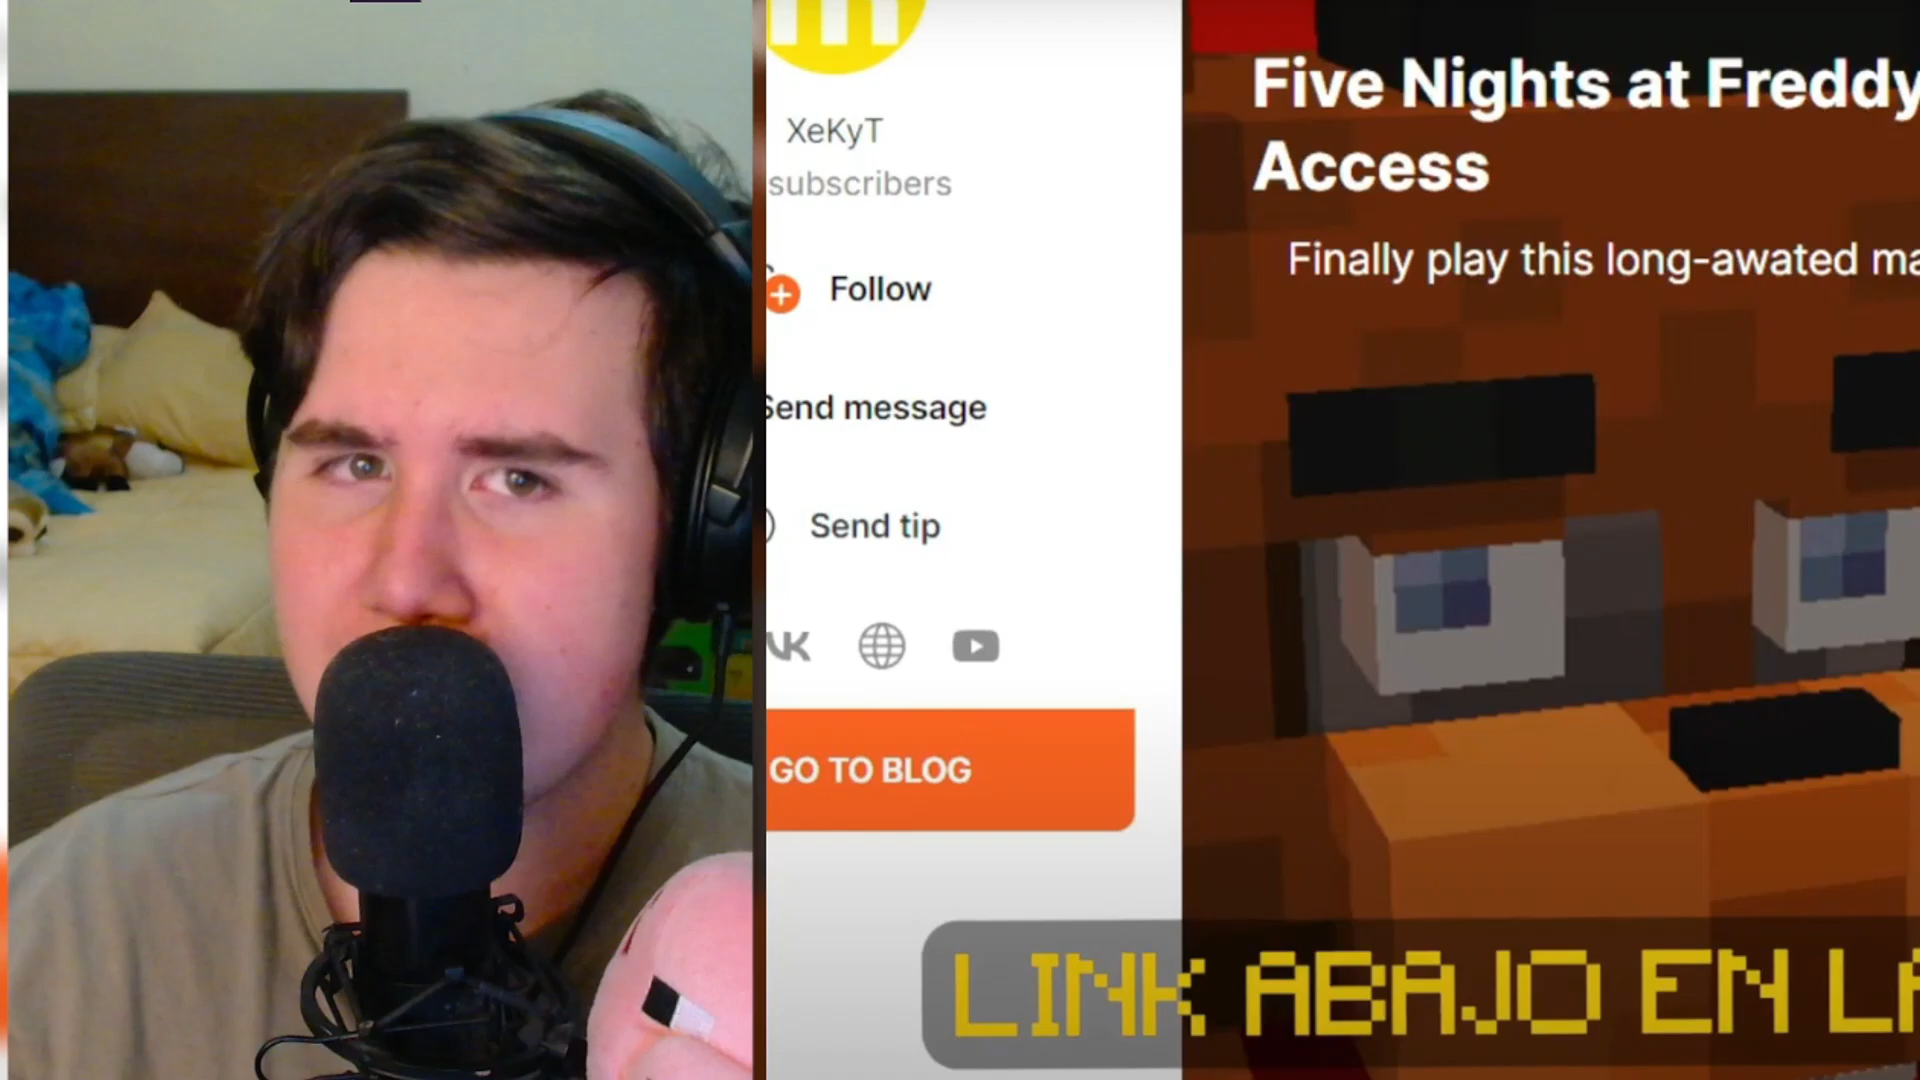 XeKyT
subscribers
Follow
Send message
Send tip
GO TO BLOG
Five Nights at Freddy
Access
Finally play this long-awated ma
LINK ABAJO EN LA